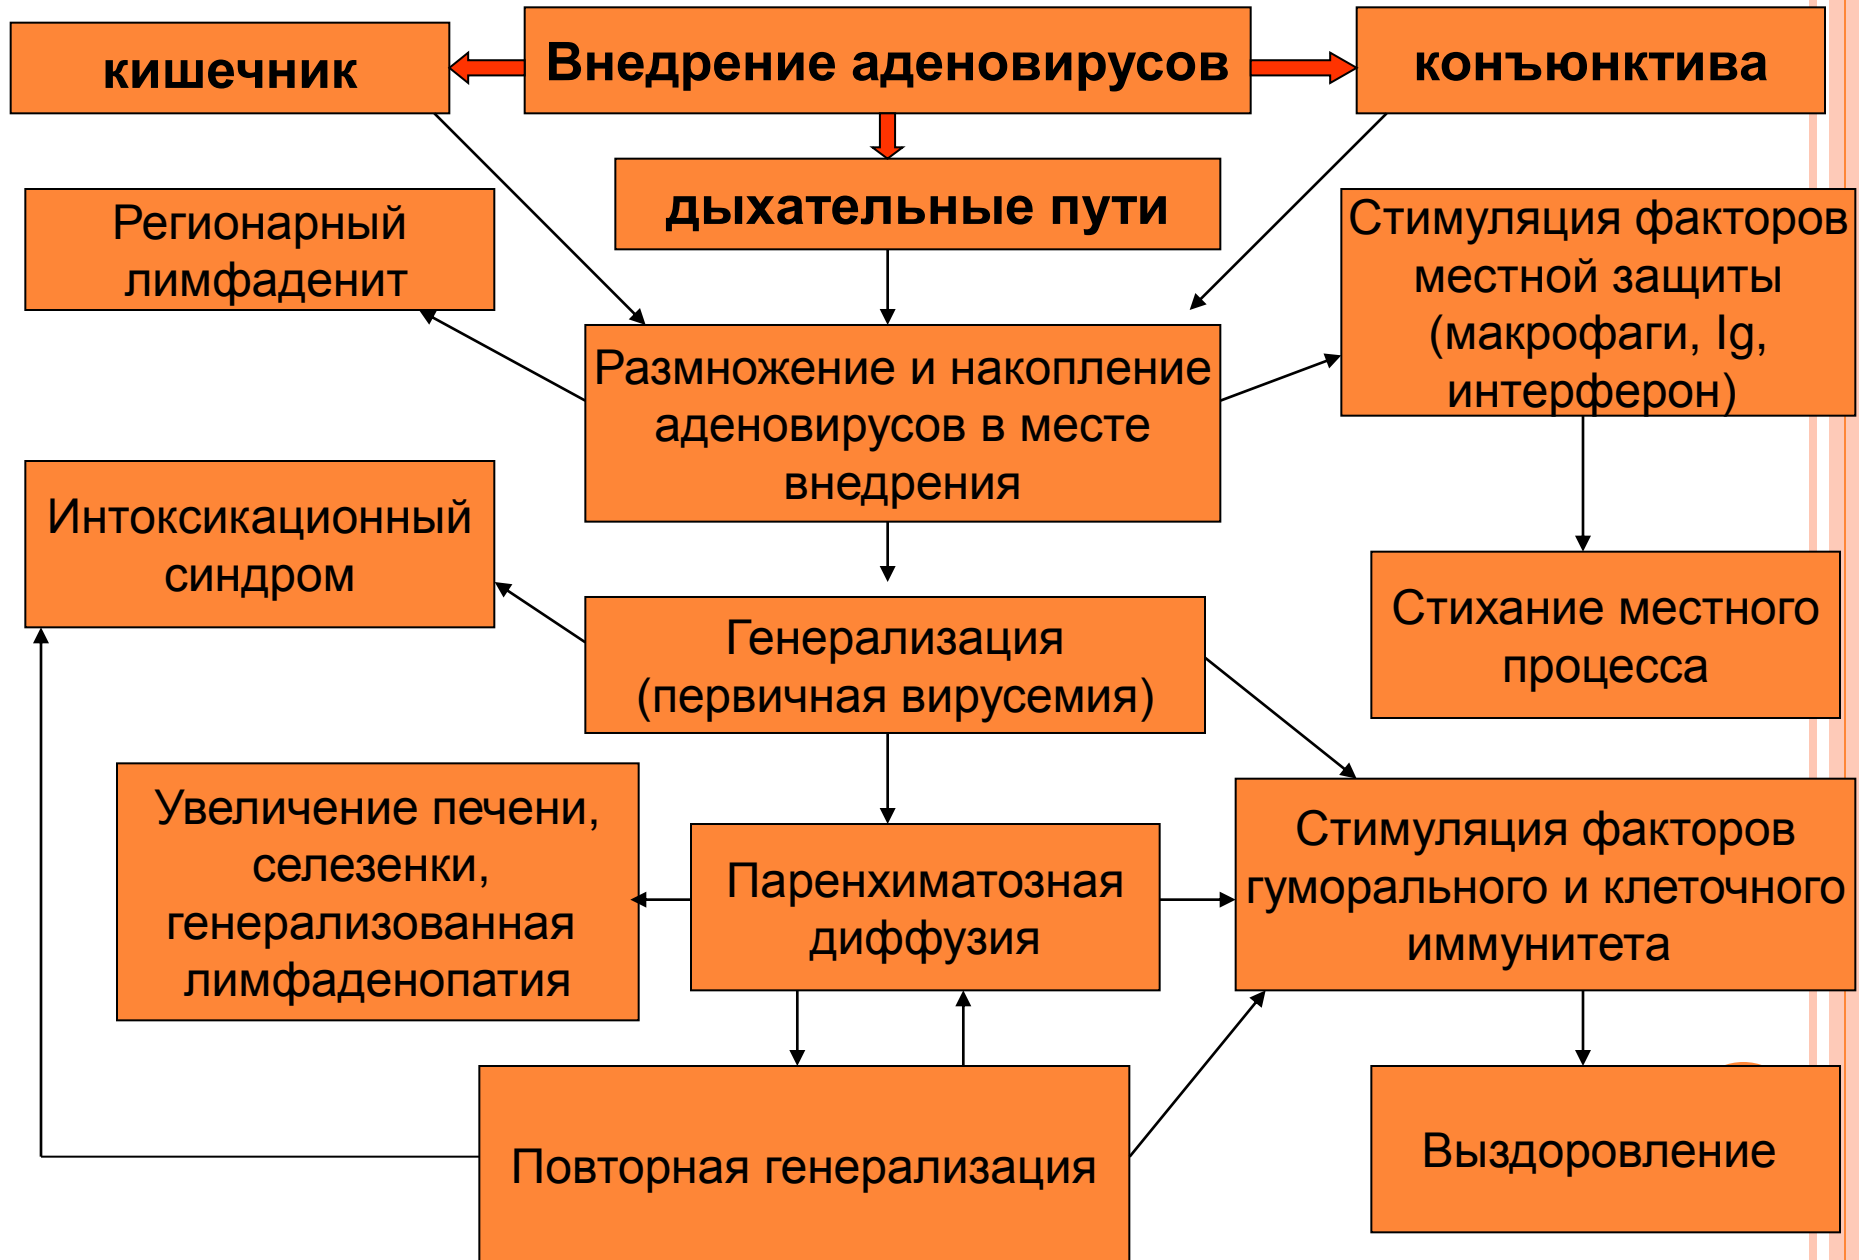 кишечник
Внедрение аденовирусов
конъюнктива
дыхательные пути
Регионарный
лимфаденит
Стимуляция факторов
местной защиты
(макрофаги, Ig,
интерферон)
Размножение и накопление
аденовирусов в месте
внедрения
Интоксикационный
синдром
Стихание местного
процесса
Генерализация
(первичная вирусемия)
Увеличение печени,
селезенки,
генерализованная
лимфаденопатия
Паренхиматозная
диффузия
Стимуляция факторов
гуморального и клеточного
иммунитета
Повторная генерализация
Выздоровление